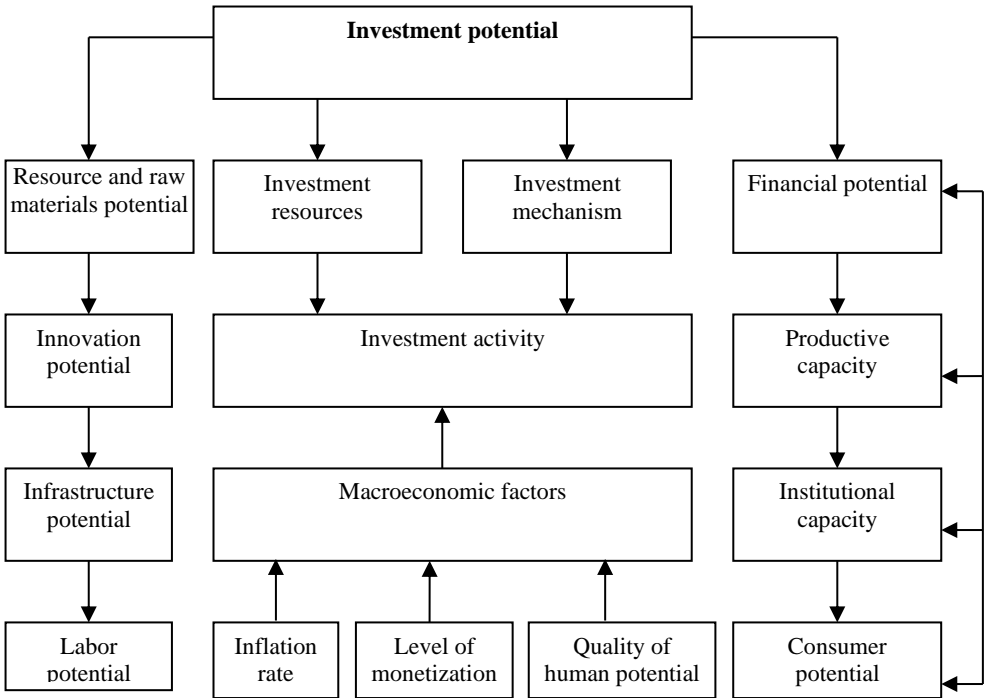 Investment potential
Resource and raw
materials potential
Investment
resources
Investment
mechanism
Financial potential
Innovation
potential
Investment activity
Productive
capacity
Infrastructure
potential
Macroeconomic factors
Institutional
capacity
Labor
potential
Inflation
rate
Level of
monetization
Quality of
human potential
Consumer
potential